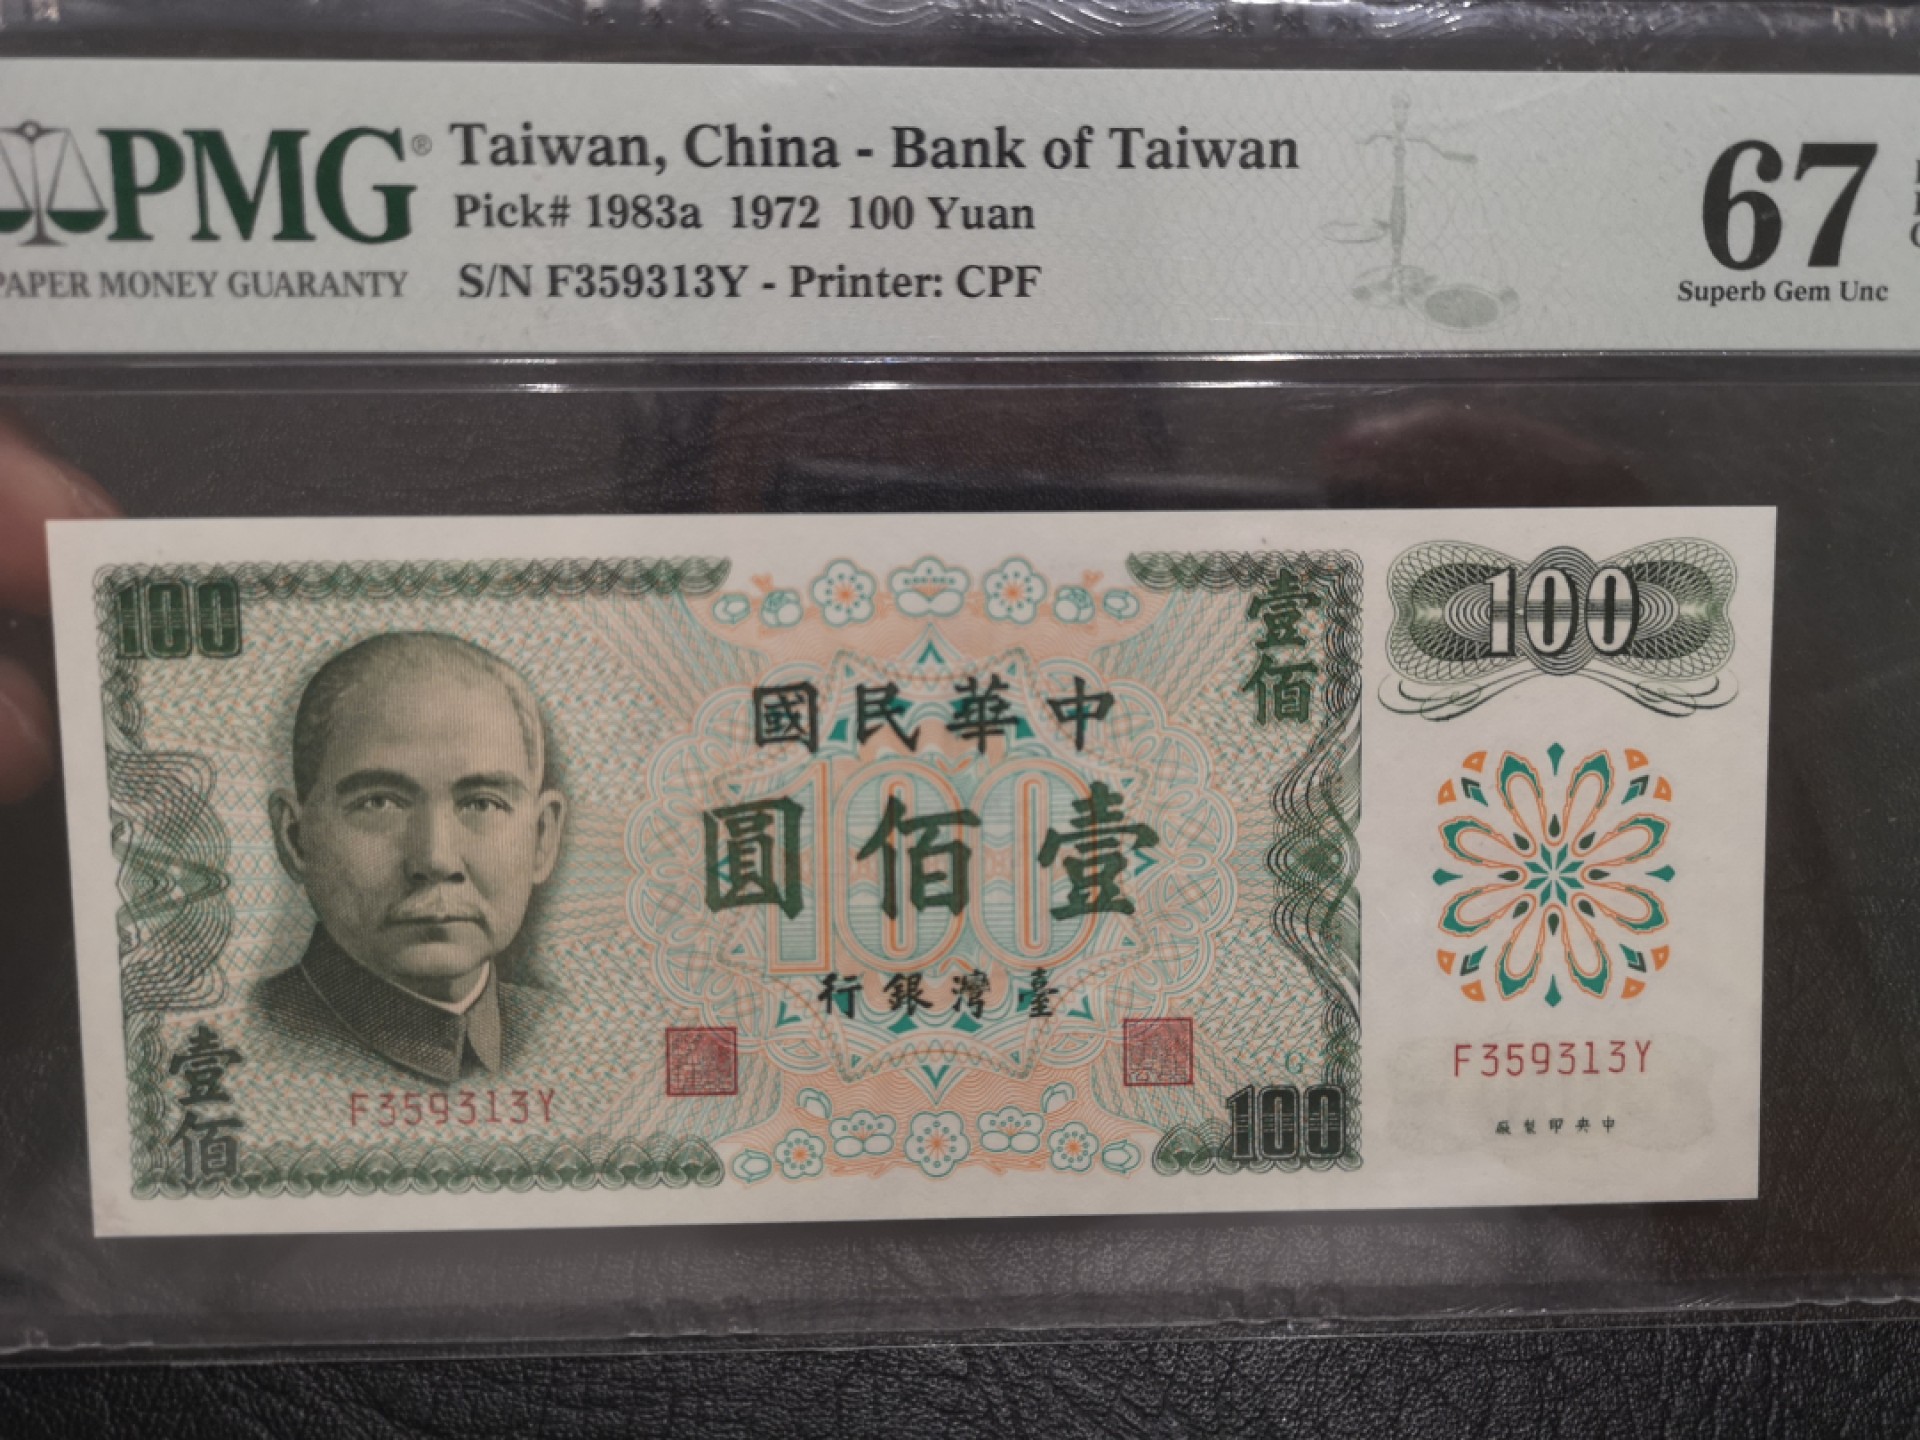 PMG®
PAPER MONEY GUARANTY
Taiwan, China - Bank of Taiwan
Pick# 1983a 1972 100 Yuan
S/N F359313Y - Printer: CPF
67
Superb Gem Unc
100
壹佰
100
中華民國
100
壹佰圓
臺灣銀行
G
F359313Y
F359313Y
壹佰
100
中央印製廠